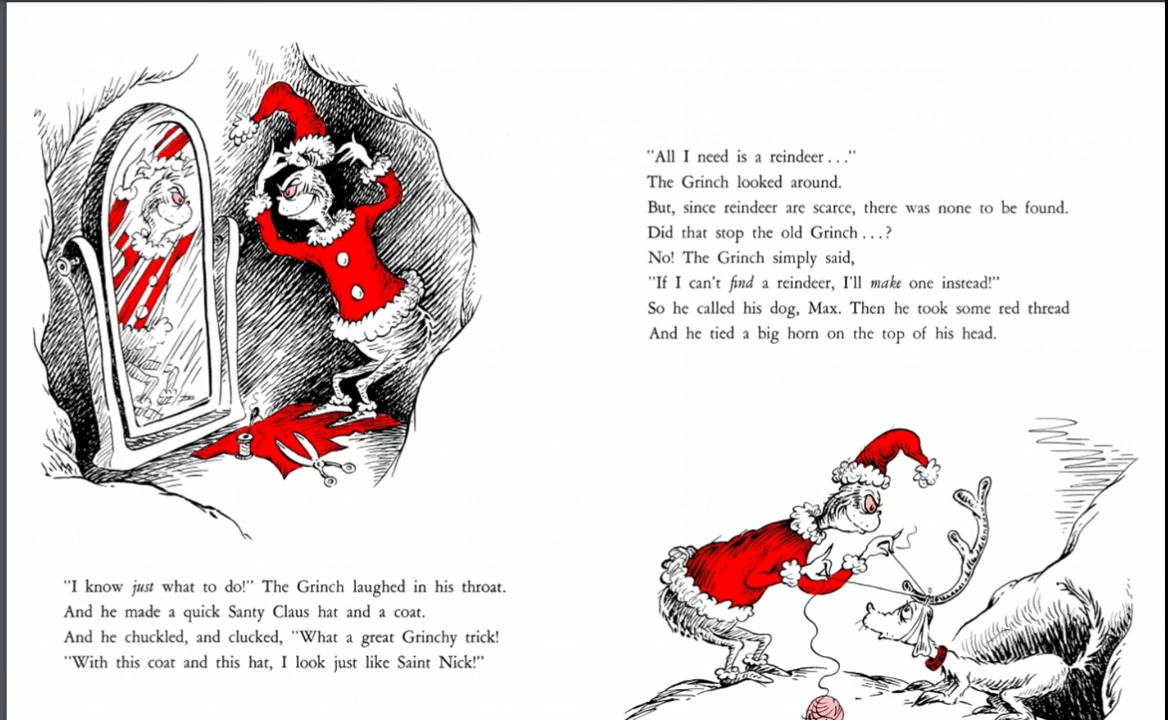 "I know just what to do!" The Grinch laughed in his throat.
And he made a quick Santy Claus hat and a coat.
And he chuckled, and clucked, "What a great Grinchy trick!
"With this coat and this hat, I look just like Saint Nick!"
"All I need is a reindeer . . ."
The Grinch looked around.
But, since reindeer are scarce, there was none to be found.
Did that stop the old Grinch . . . ?
No! The Grinch simply said,
"If I can't find a reindeer, I'll make one instead!"
So he called his dog, Max. Then he took some red thread
And he tied a big horn on the top of his head.